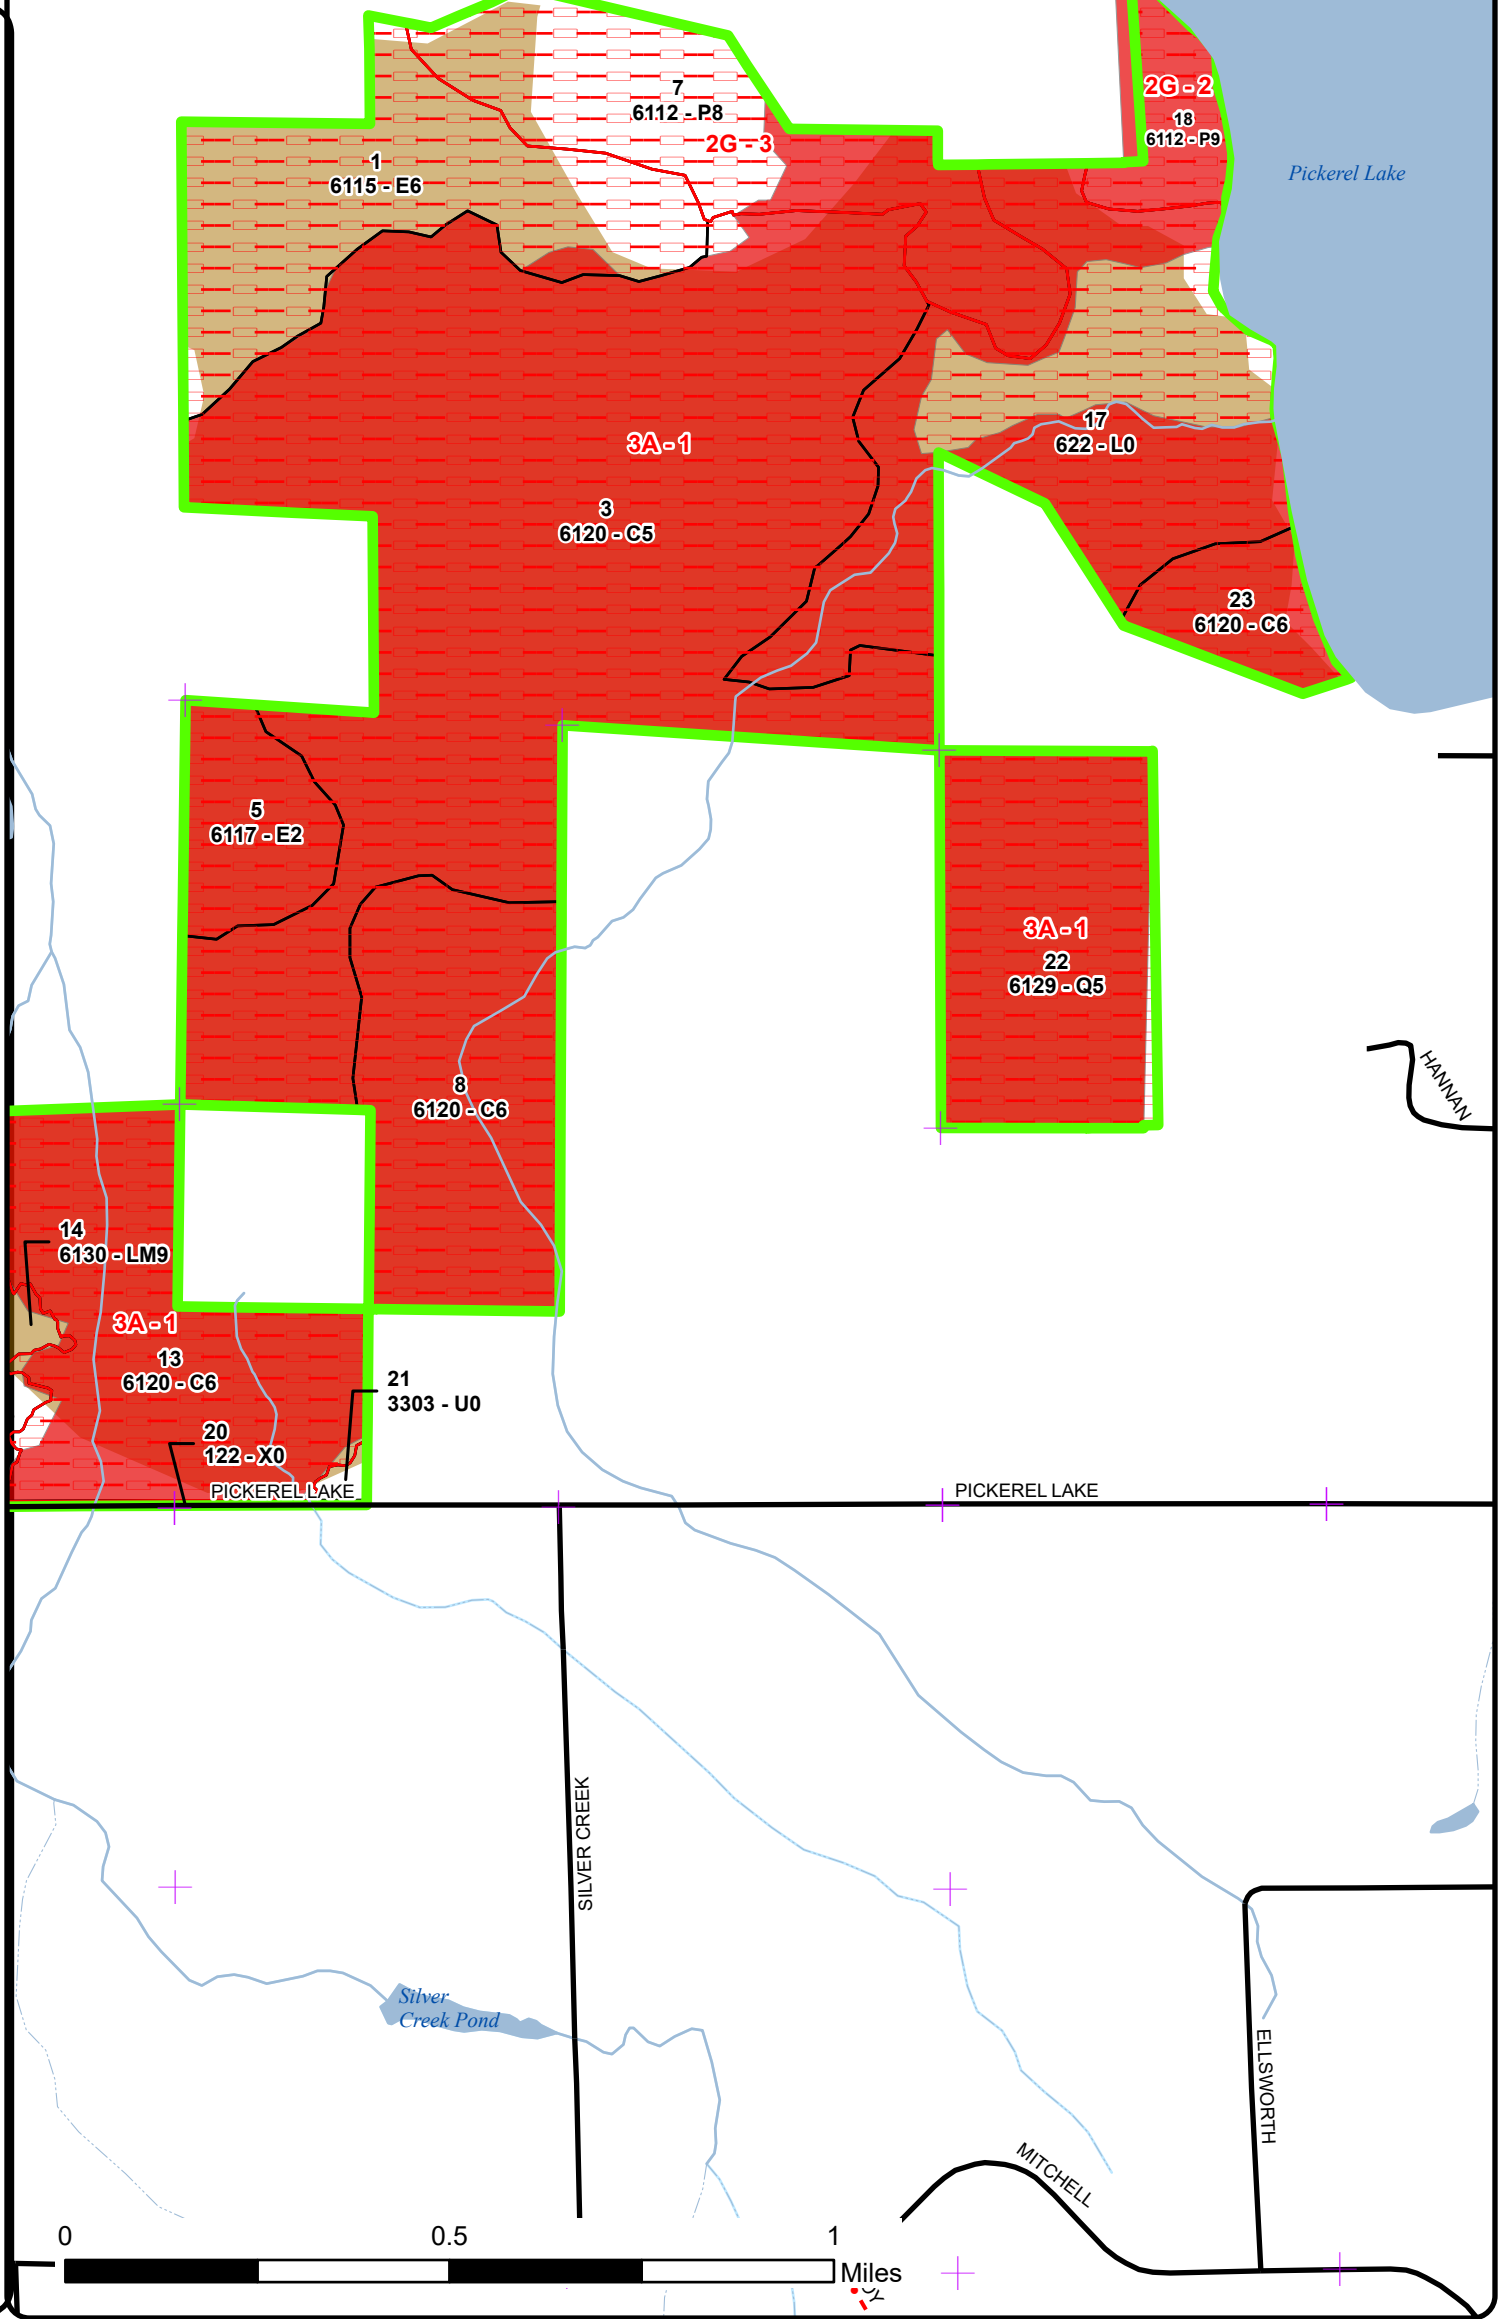 7
6112 - P8
2G - 3
2G - 2
18
6112 - P9
Pickerel Lake
1
6115 - E6
17
622 - L0
3A - 1
3
6120 - C5
23
6120 - C6
5
6117 - E2
3A - 1
22
6129 - Q5
HANNAN
8
6120 - C6
14
6130 - LM9
3A - 1
13
6120 - C6
21
3303 - U0
20
122 - X0
PICKEREL LAKE
PICKEREL LAKE
SILVER CREEK
Silver
Creek Pond
ELLSWORTH
MITCHELL
0 0.5 1
Miles